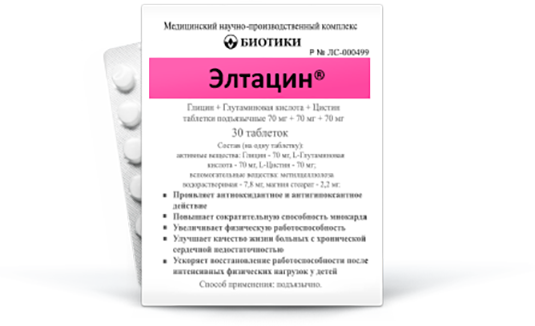 Медицинский научно-производственный комплекс
БИОТИКИ
Р № ЛС-000499
Элтацин®
Глицин + Глутаминовая кислота + Цистин
таблетки подъязычные 70 мг + 70 мг + 70 мг
30 таблеток
Состав (на одну таблетку):
активные вещества: Глицин - 70 мг, L-Глутаминовая
кислота - 70 мг, L-Цистин - 70 мг;
вспомогательные вещества: метилцеллюлоза
водорастворимая - 7,8 мг, магния стеарат - 2,2 мг.
• Проявляет антиоксидантное и антигипоксантное
действие
• Повышает сократительную способность миокарда
• Увеличивает физическую работоспособность
• Улучшает качество жизни больных с хронической
сердечной недостаточностью
• Ускоряет восстановление работоспособности после
интенсивных физических нагрузок у детей
Способ применения: подъязычно.